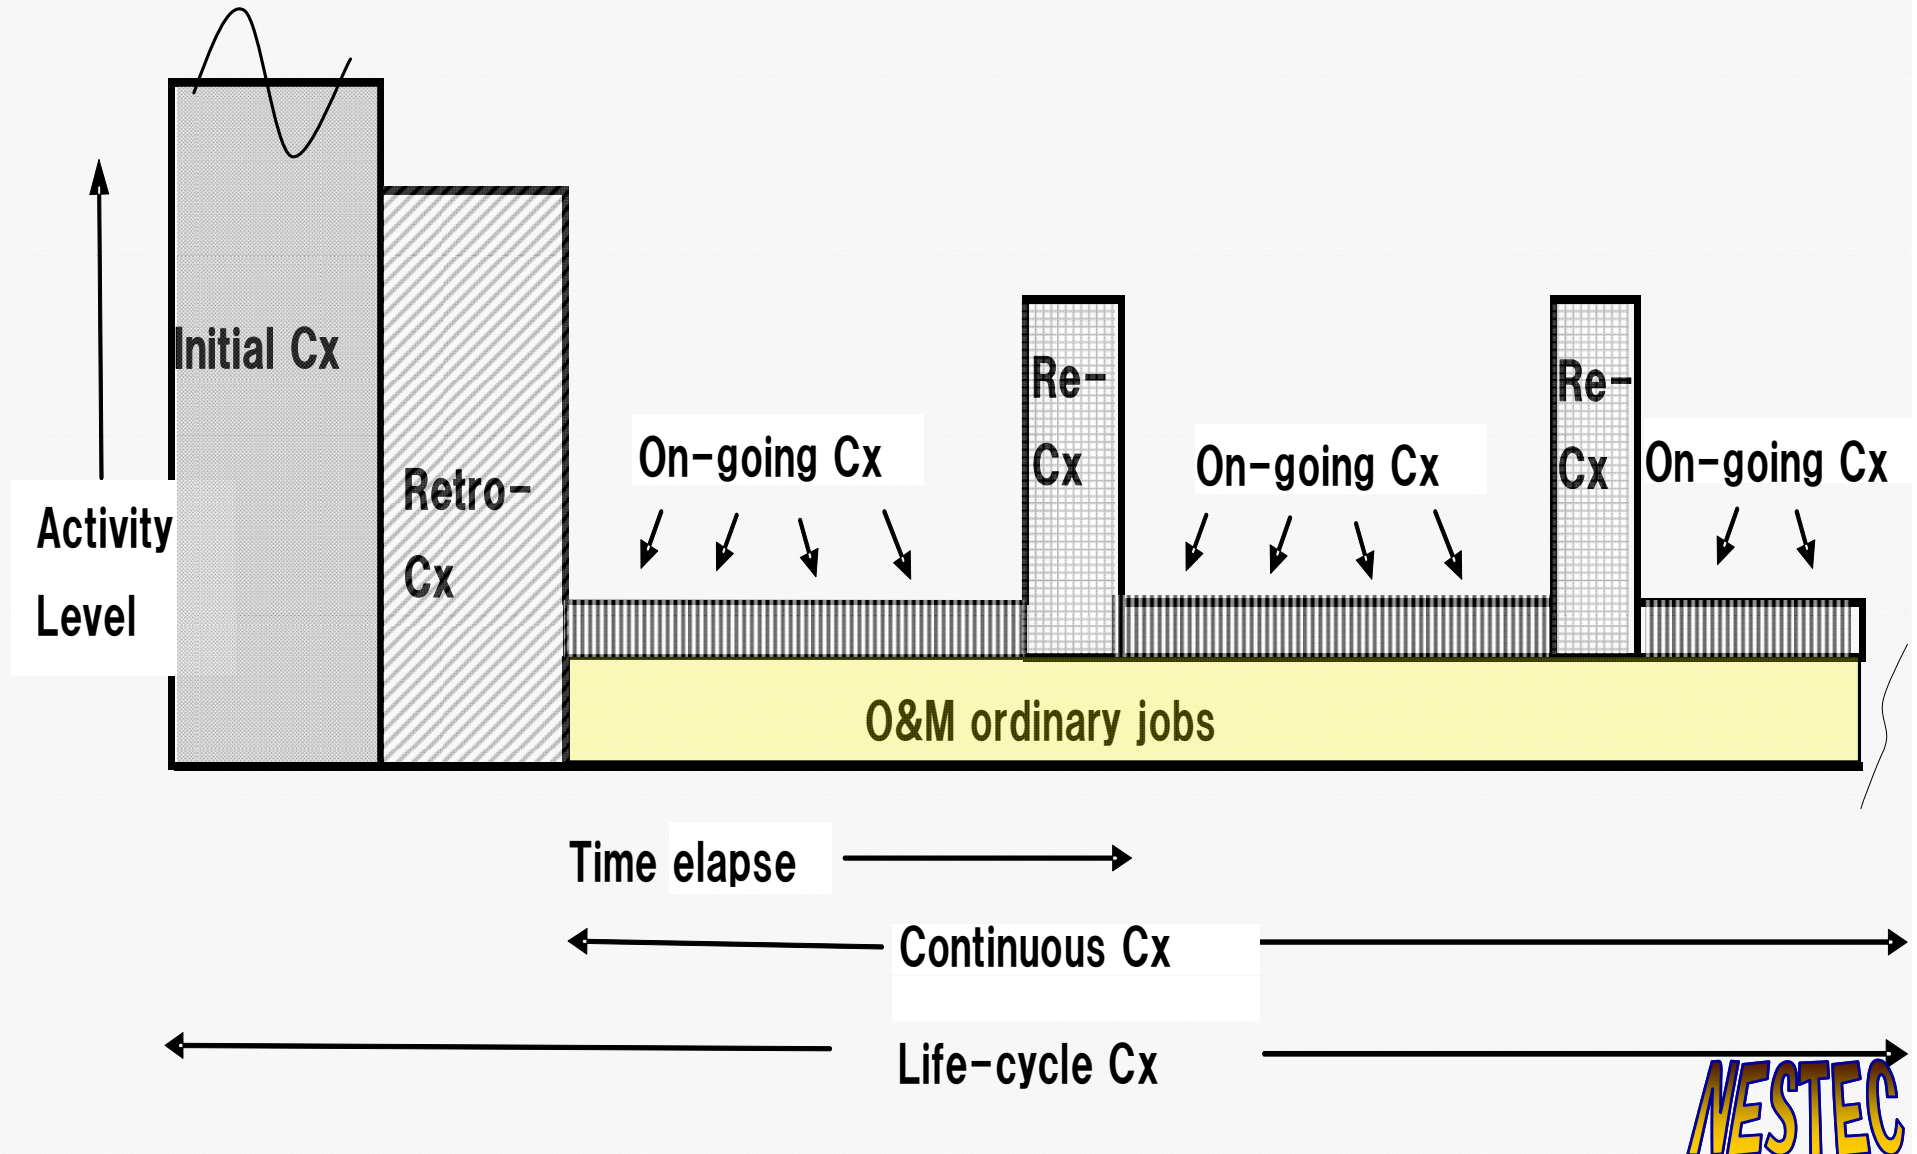 Initial Cx
Retro-
Cx
Activity
Level
On-going Cx
Re-
Cx
On-going Cx
Re-
Cx
On-going Cx
O&M ordinary jobs
Time elapse
Continuous Cx
Life-cycle Cx
NESTEC